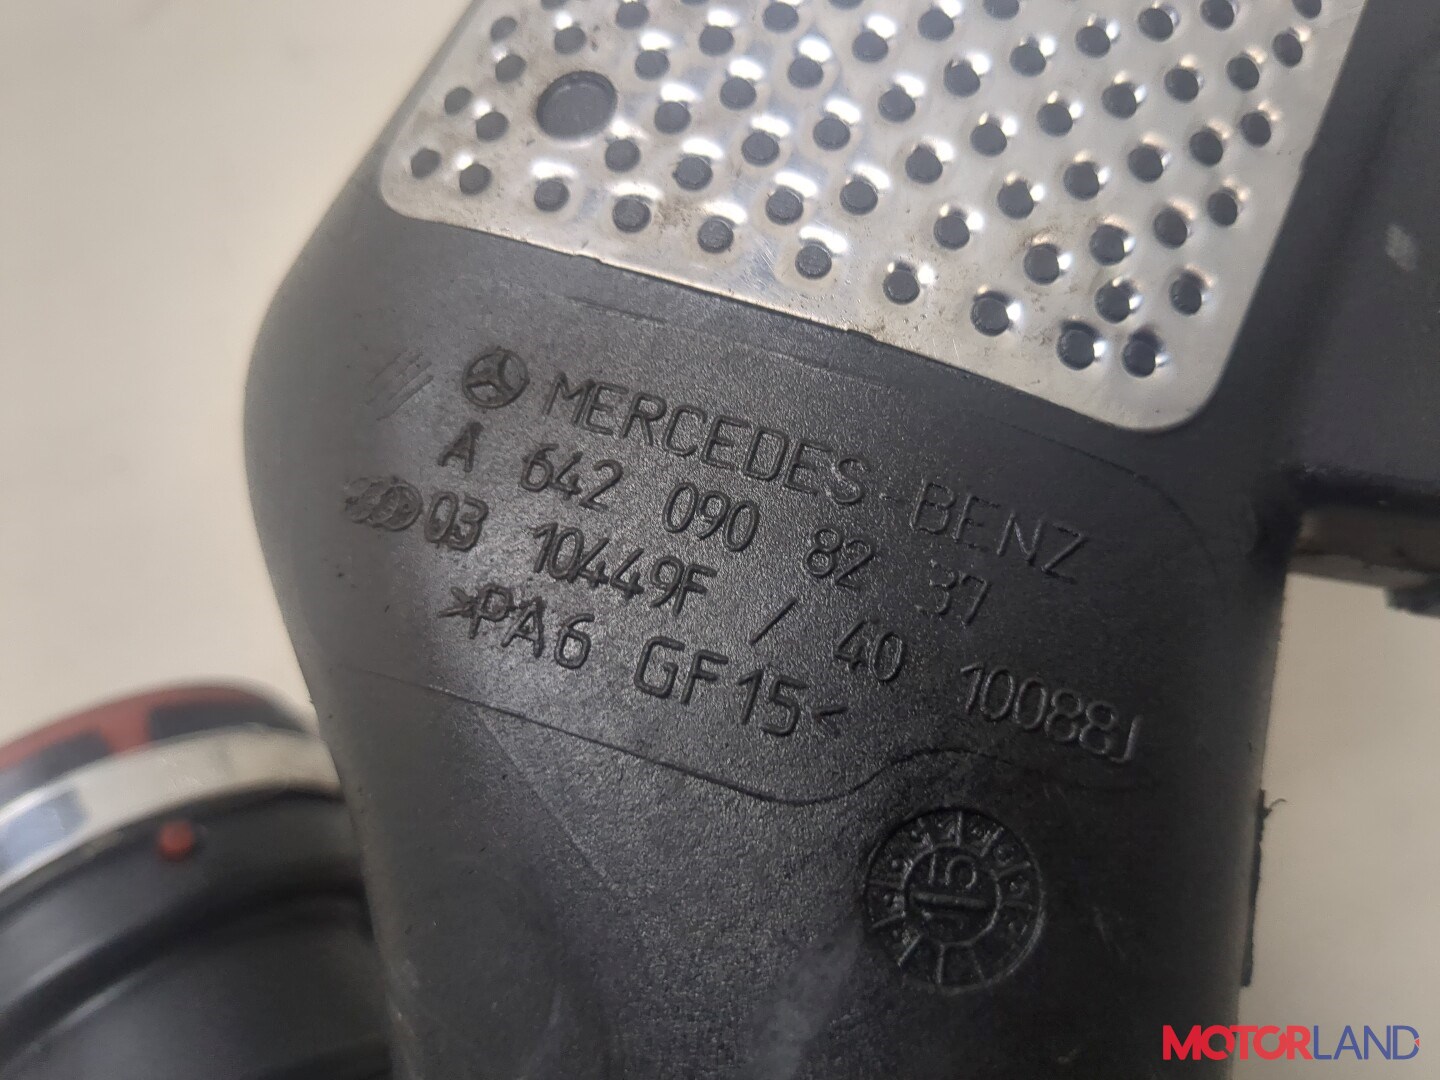 MERCEDES-BENZ
A 642 090 82 37
03 10449F / 40 10088J
>PA6 GF15<
15
MOTORLAND